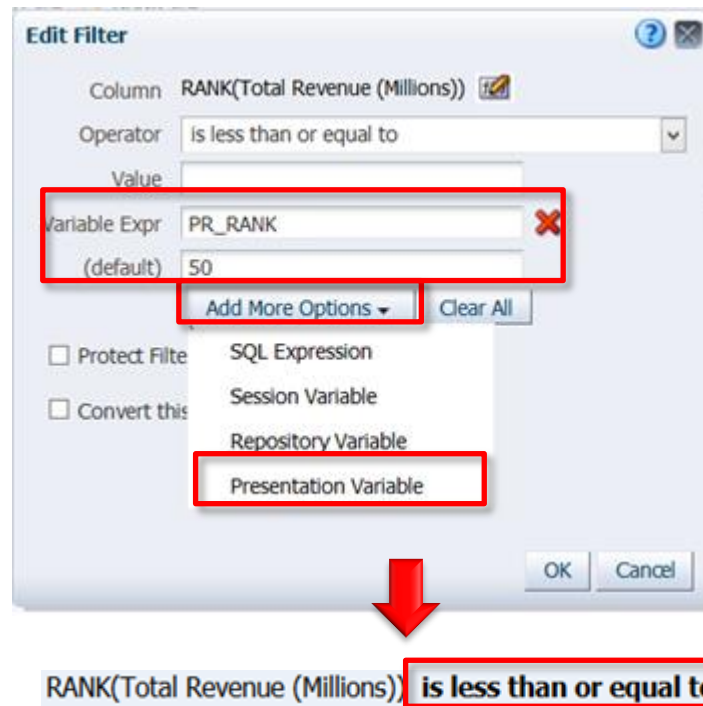 Edit Filter
Column RANK(Total Revenue (Millions))
Operator is less than or equal to
Value
Variable Expr PR_RANK
(default) 50
Add More Options Clear All
Protect Filte
SQL Expression
Session Variable
Convert this
Repository Variable
Presentation Variable
OK Cancel
RANK(Total Revenue (Millions)) is less than or equal to